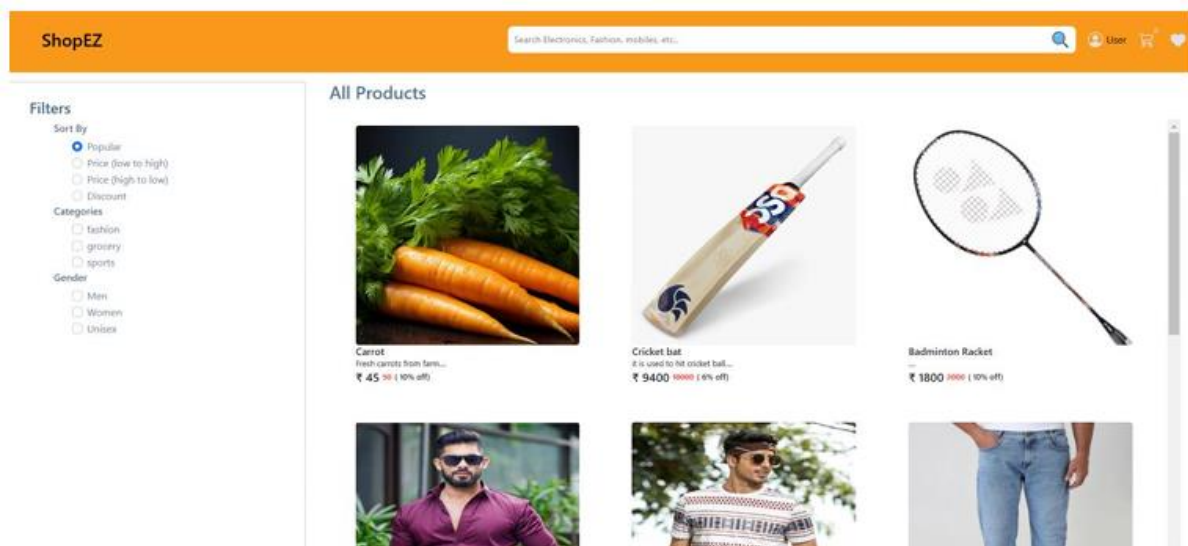 ShopEZ
Search Electronics, Fashion, mobiles, etc.,
User
Filters
Sort By
Popular
Price (low to high)
Price (high to low)
Discount
Categories
fashion
grocery
sports
Gender
Men
Women
Unisex
All Products
DSC
Carrot
Fresh carrots from farm....
₹ 45 50 ( 10% off)
Cricket bat
it is used to hit cricket ball....
₹ 9400 10000 ( 6% off)
Badminton Racket
...
₹ 1800 2000 ( 10% off)